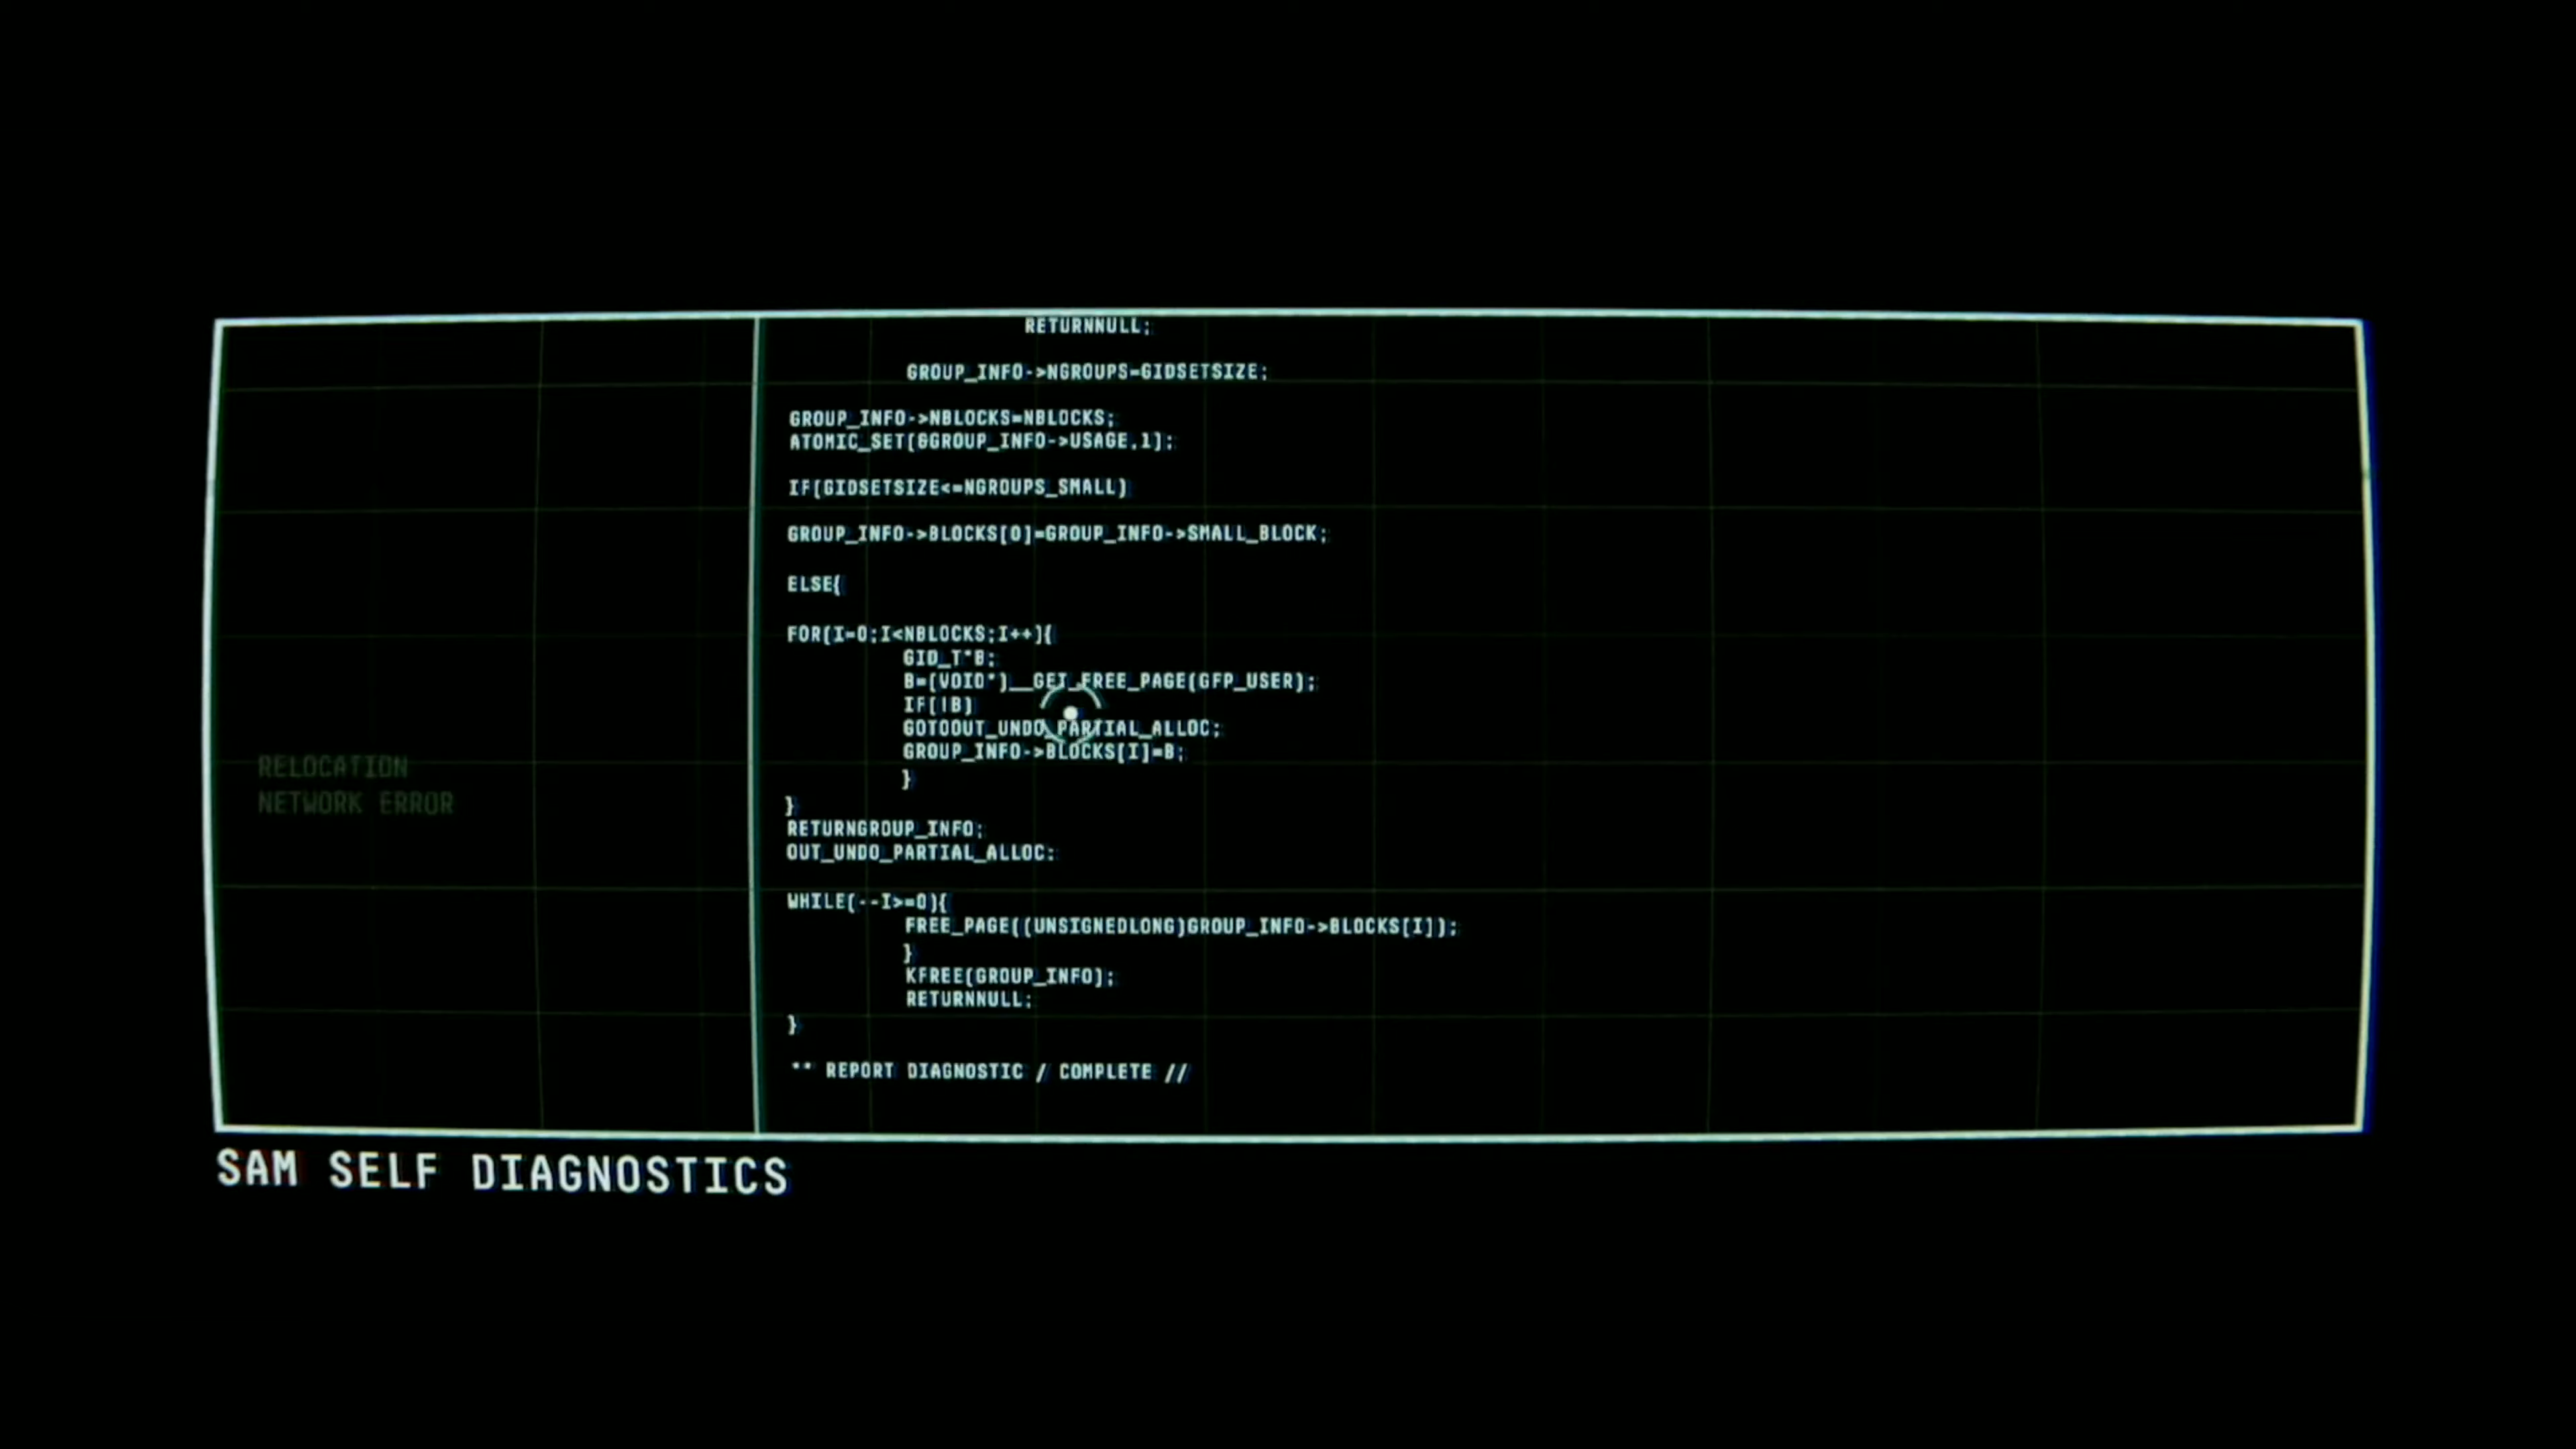 RETURNNULL;
GROUP_INFO->NGROUPS=GIDSETSIZE;
GROUP_INFO->NBLOCKS=NBLOCKS;
ATOMIC_SET(&GROUP_INFO->USAGE,1);
IF(GIDSETSIZE<=NGROUPS_SMALL)
GROUP_INFO->BLOCKS[0]=GROUP_INFO->SMALL_BLOCK;
ELSE{
FOR(I=0;I<NBLOCKS;I++){
GID_T*B;
B=(VOID*)__GET_FREE_PAGE(GFP_USER);
IF(!B)
GOTOOUT_UNDO_PARTIAL_ALLOC;
GROUP_INFO->BLOCKS[I]=B;
}
}
RETURNGROUP_INFO;
OUT_UNDO_PARTIAL_ALLOC:
WHILE(--I>=0){
FREE_PAGE((UNSIGNEDLONG)GROUP_INFO->BLOCKS[I]);
}
KFREE(GROUP_INFO);
RETURNNULL;
}
** REPORT DIAGNOSTIC / COMPLETE //
RELOCATION
NETWORK ERROR
SAM SELF DIAGNOSTICS